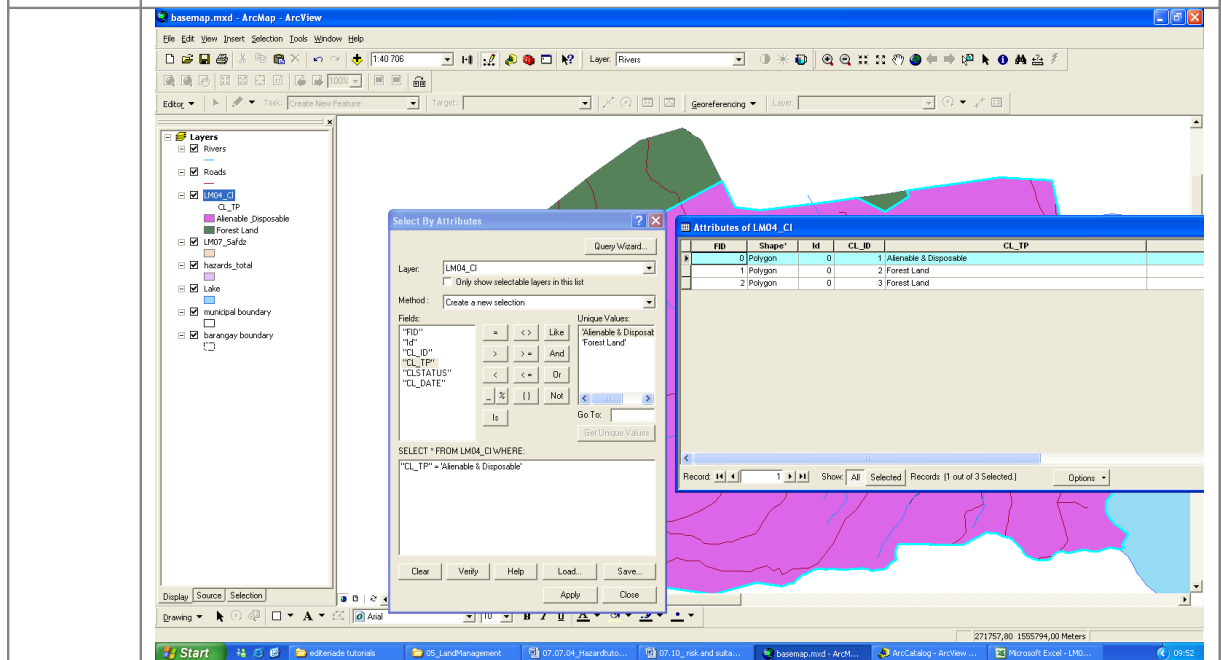 basemap.mxd - ArcMap - ArcView
File Edit View Insert Selection Tools Window Help
1:40 706
Layer: Rivers
100%
Editor Task: Create New Feature Target: Georeferencing Layer:
Layers
Rivers
Roads
LM04_Cl
CL_TP
Alienable _Disposable
Forest Land
LM07_Safdz
hazards_total
Lake
municipal boundary
barangay boundary
Display Source Selection
Select By Attributes
Query Wizard...
Layer: LM04_Cl
Only show selectable layers in this list
Method : Create a new selection
Fields: Unique Values:
"FID"
"Id"
"CL_ID"
"CL_TP"
"CLSTATUS"
"CL_DATE"
= < > Like
> > = And
< < = Or
_ % ( ) Not
Is
'Alienable & Disposat
'Forest Land'
Go To:
Get Unique Values
SELECT * FROM LM04_Cl WHERE:
"CL_TP" = 'Alienable & Disposable'
Clear Verify Help Load... Save...
Apply Close
Attributes of LM04_Cl
FID Shape* Id CL_ID CL_TP
0 Polygon 0 1 Alienable & Disposable
1 Polygon 0 2 Forest Land
2 Polygon 0 3 Forest Land
Record: 1 Show: All Selected Records (1 out of 3 Selected.) Options
Drawing A Arial 10 B I U A
271757,80 1555794,00 Meters
Start editeriade tutorials 05_LandManagement 07.07.04_Hazardtuto... 07.10_ risk and suita... basemap.mxd - ArcM... ArcCatalog - ArcView ... Microsoft Excel - LM0... 09:52